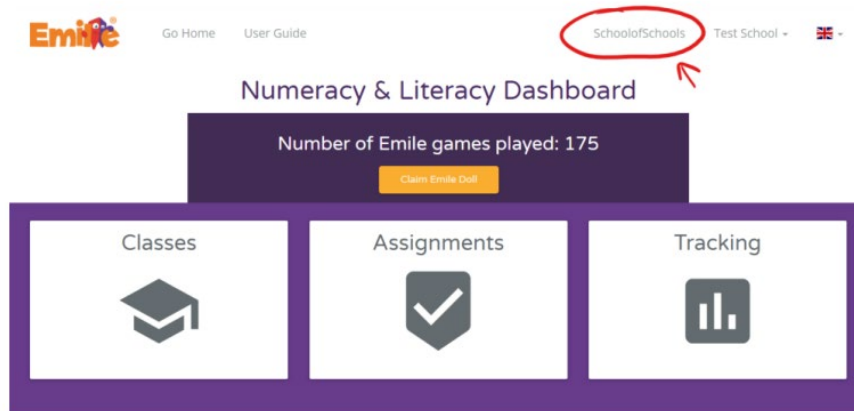 Emile Go Home User Guide SchoolofSchools Test School
Numeracy & Literacy Dashboard
Number of Emile games played: 175
Claim Emile Doll
Classes Assignments Tracking